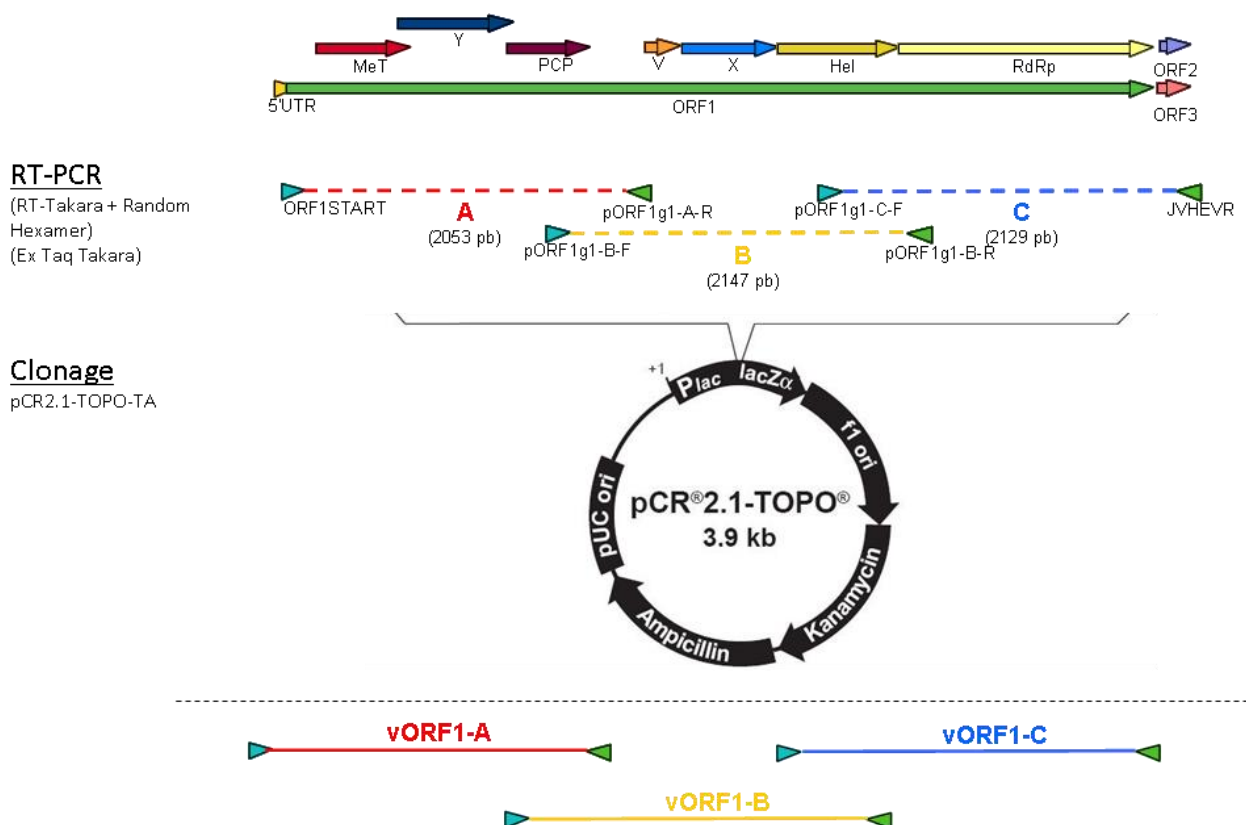 Y
MeT
PCP
V
X
Hel
RdRp
ORF2
5'UTR
ORF1
ORF3
RT-PCR
(RT-Takara + Random
Hexamer)
(Ex Taq Takara)
ORF1START
A
(2053 pb)
pORF1g1-A-R
pORF1g1-B-F
B
(2147 pb)
pORF1g1-B-R
pORF1g1-C-F
C
(2129 pb)
JVHEVR
Clonage
pCR2.1-TOPO-TA
+1
Plac
lacZα
f1 ori
Kanamycin
Ampicillin
pUC ori
pCR®2.1-TOPO®
3.9 kb
vORF1-A
vORF1-C
vORF1-B